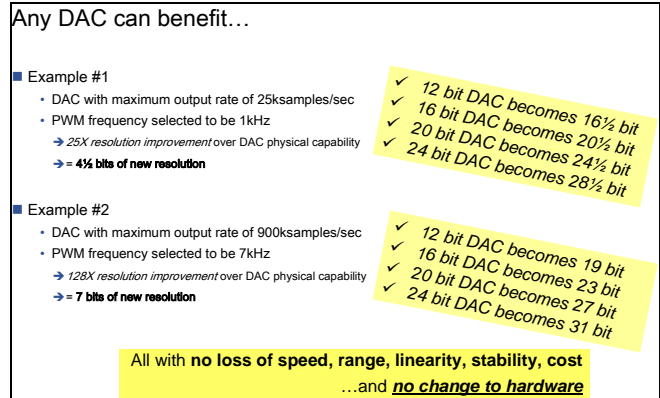 Any DAC can benefit…
■ Example #1
• DAC with maximum output rate of 25ksamples/sec
• PWM frequency selected to be 1kHz
➔ 25X resolution improvement over DAC physical capability
➔ = 4½ bits of new resolution
✓ 12 bit DAC becomes 16½ bit
✓ 16 bit DAC becomes 20½ bit
✓ 20 bit DAC becomes 24½ bit
✓ 24 bit DAC becomes 28½ bit
■ Example #2
• DAC with maximum output rate of 900ksamples/sec
• PWM frequency selected to be 7kHz
➔ 128X resolution improvement over DAC physical capability
➔ = 7 bits of new resolution
✓ 12 bit DAC becomes 19 bit
✓ 16 bit DAC becomes 23 bit
✓ 20 bit DAC becomes 27 bit
✓ 24 bit DAC becomes 31 bit
All with no loss of speed, range, linearity, stability, cost
…and no change to hardware